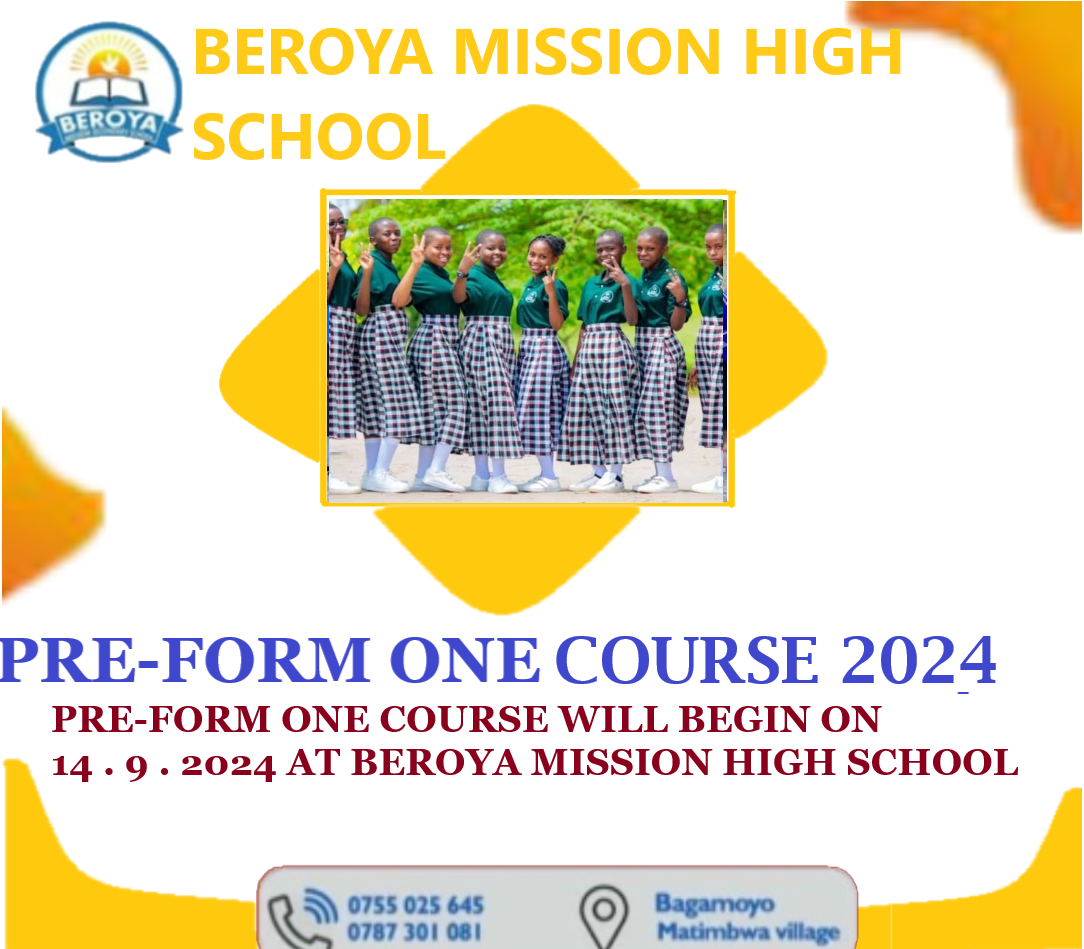 BEROYA MISSION HIGH
SCHOOL
BEROYA
PRE-FORM ONE COURSE 2024
PRE-FORM ONE COURSE WILL BEGIN ON
14 . 9 . 2024 AT BEROYA MISSION HIGH SCHOOL
0755 025 645
0787 301 081
Bagamoyo
Matimbwa village